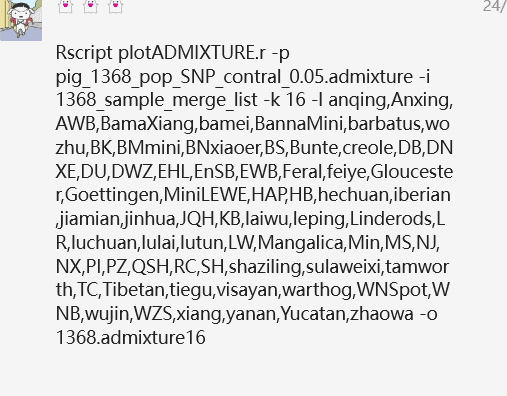 24/
Rscript plotADMIXTURE.r -p
pig_1368_pop_SNP_contral_0.05.admixture -i
1368_sample_merge_list -k 16 -l anqing,Anxing,
AWB,BamaXiang,bamei,BannaMini,barbatus,wo
zhu,BK,BMmini,BNxiaoer,BS,Bunte,creole,DB,DN
XE,DU,DWZ,EHL,EnSB,EWB,Feral,feiye,Glouceste
r,Goettingen,MiniLEWE,HAP,HB,hechuan,iberian
,jiamian,jinhua,JQH,KB,laiwu,leping,Linderods,L
R,luchuan,lulai,lutun,LW,Mangalica,Min,MS,NJ,
NX,PI,PZ,QSH,RC,SH,shaziling,sulaweixi,tamwor
th,TC,Tibetan,tiegu,visayan,warthog,WNSpot,W
NB,wujin,WZS,xiang,yanan,Yucatan,zhaowa -o
1368.admixture16